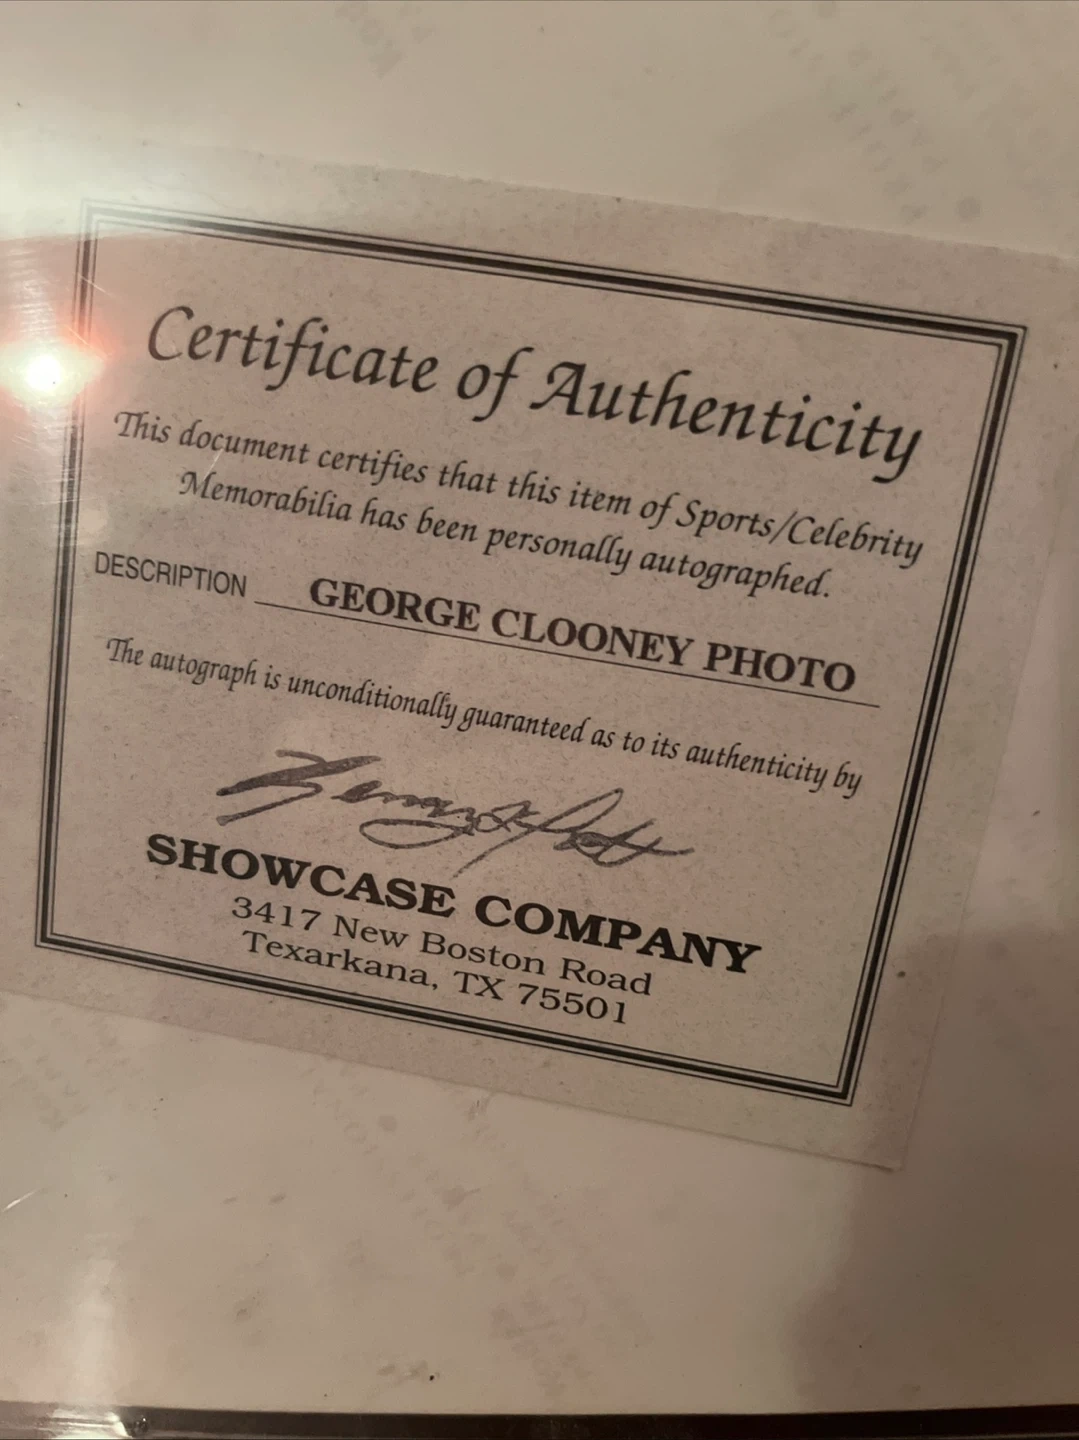 Certificate of Authenticity
This document certifies that this item of Sports/Celebrity
Memorabilia has been personally autographed.
DESCRIPTION GEORGE CLOONEY PHOTO
The autograph is unconditionally guaranteed as to its authenticity by
SHOWCASE COMPANY
3417 New Boston Road
Texarkana, TX 75501